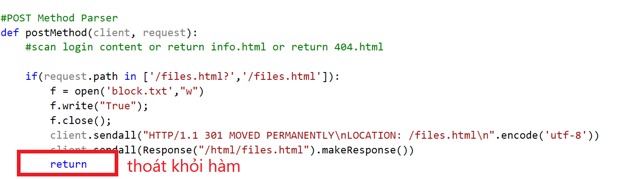 #POST Method Parser
def postMethod(client, request):
#scan login content or return info.html or return 404.html
if(request.path in ['/files.html?','/files.html']):
f = open('block.txt',"w")
f.write("True");
f.close();
client.sendall("HTTP/1.1 301 MOVED PERMANENTLY\nLOCATION: /files.html\n".encode('utf-8'))
client.sendall(Response("/html/files.html").makeResponse())
return thoát khỏi hàm